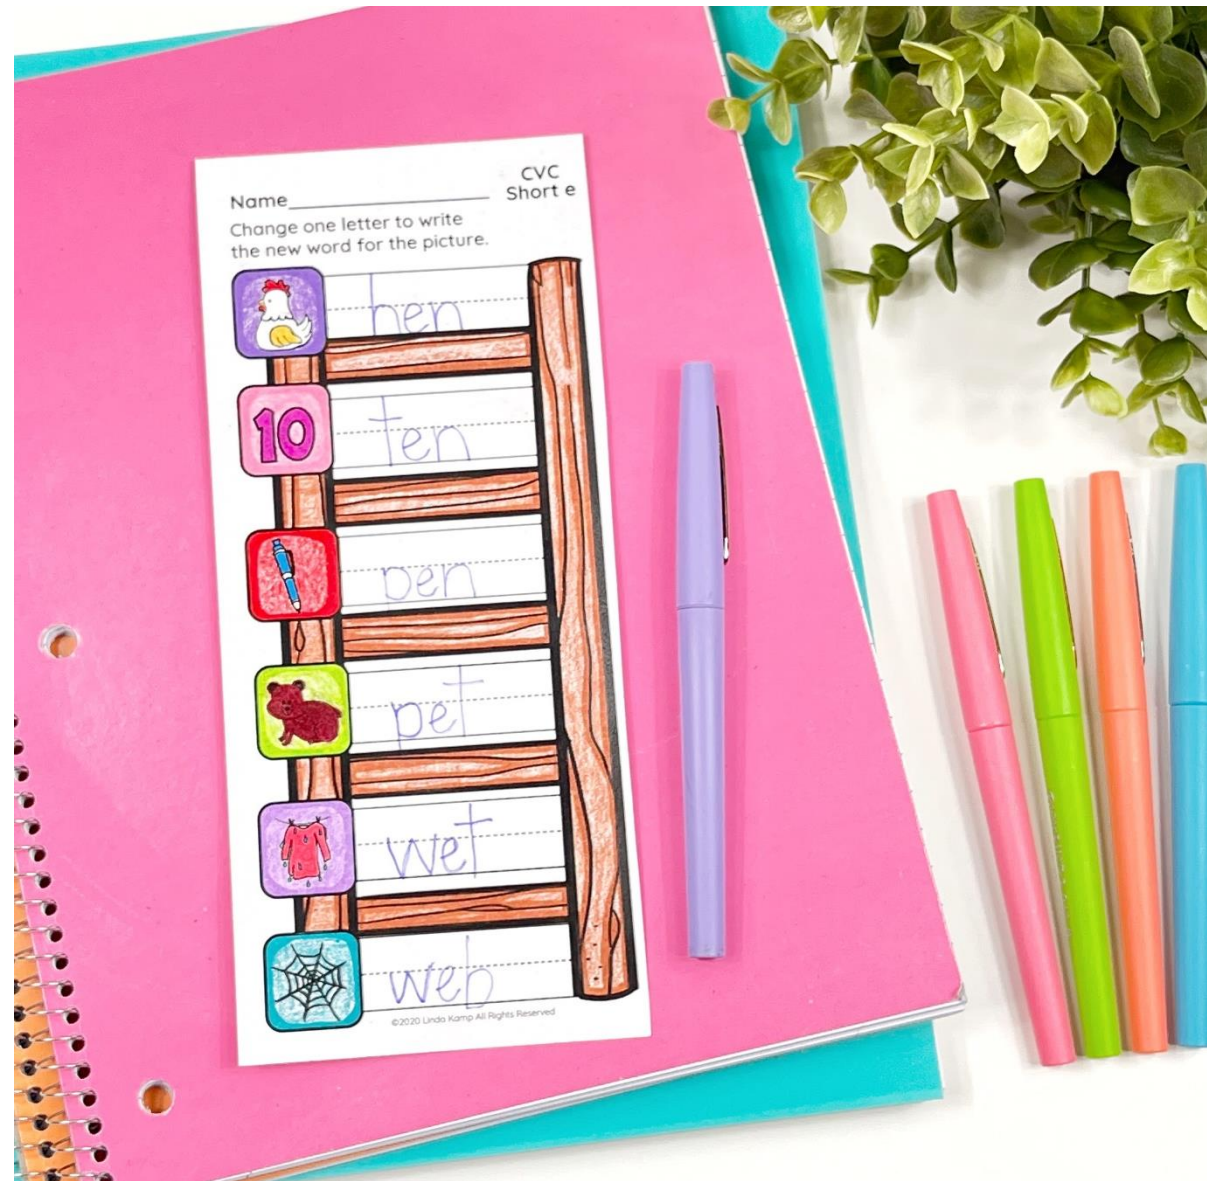 CVC
Short e
Name
Change one letter to write
the new word for the picture.
hen
10
ten
pen
pet
wet
web
©2020 Linda Kamp All Rights Reserved